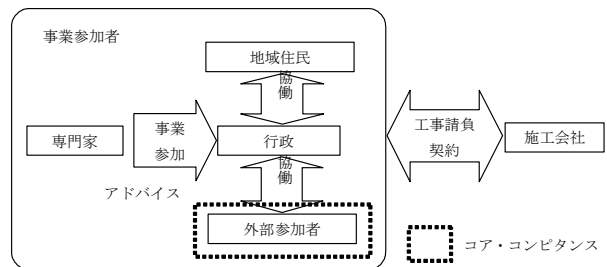 事業参加者
地域住民
協
働
事業
参加
工事請負
契約
専門家
行政
施工会社
協
働
アドバイス
外部参加者
コア・コンピタンス